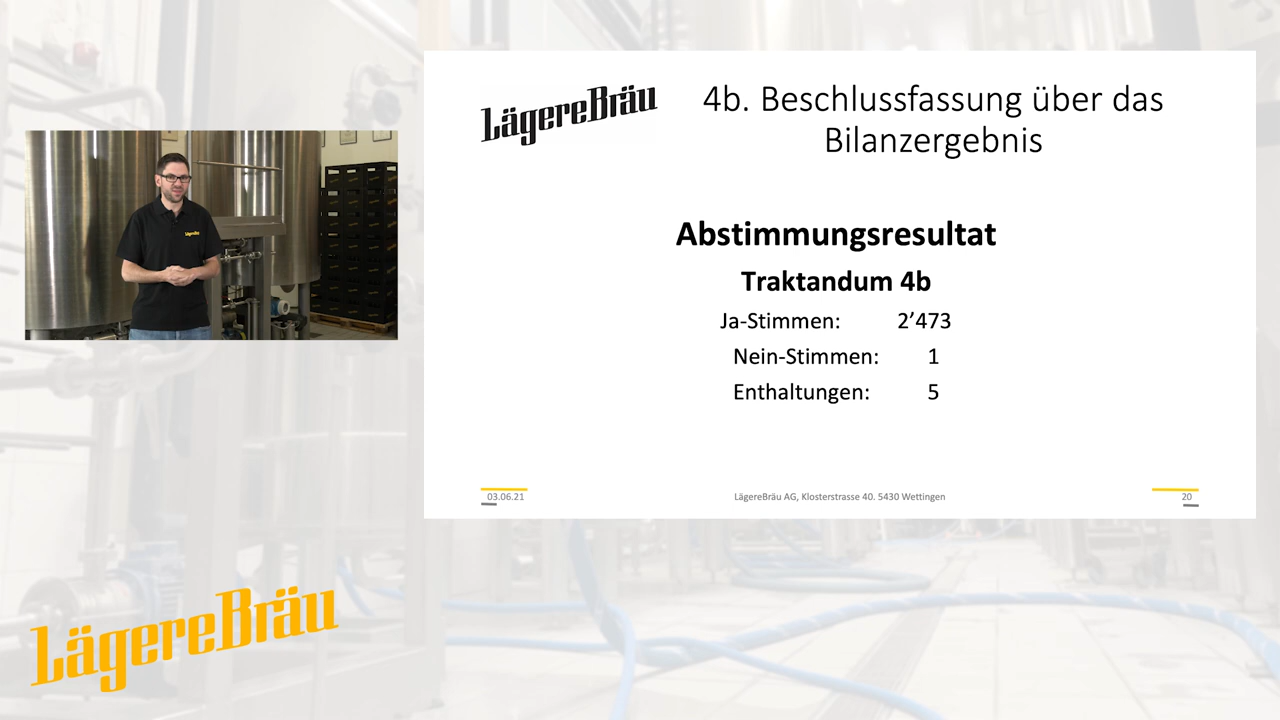 LägereBräu
4b. Beschlussfassung über das
Bilanzergebnis
Abstimmungsresultat
Traktandum 4b
Ja-Stimmen: 2’473
Nein-Stimmen: 1
Enthaltungen: 5
03.06.21
LägereBräu AG, Klosterstrasse 40. 5430 Wettingen
20
LägereBräu